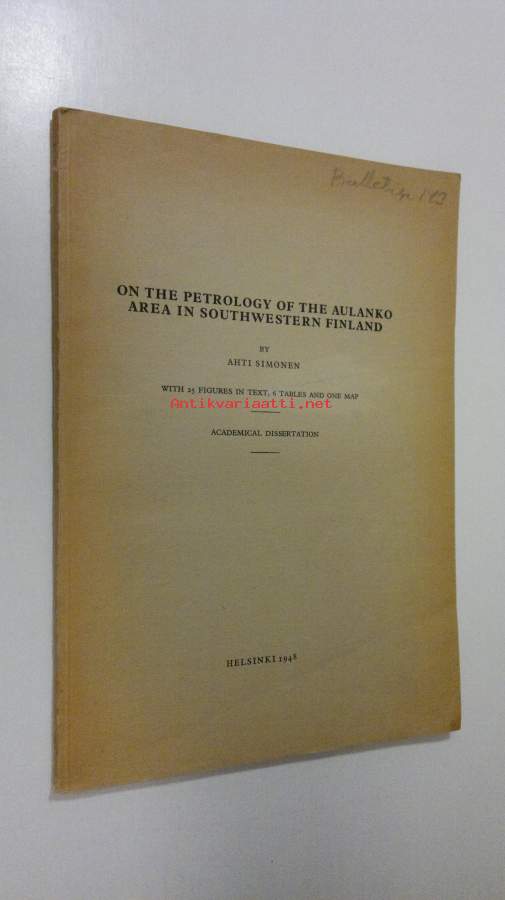 Bulletin 143
ON THE PETROLOGY OF THE AULANKO
AREA IN SOUTHWESTERN FINLAND
BY
AHTI SIMONEN
WITH 25 FIGURES IN TEXT, 6 TABLES AND ONE MAP
Antikvariaatti.net
ACADEMICAL DISSERTATION
HELSINKI 1948